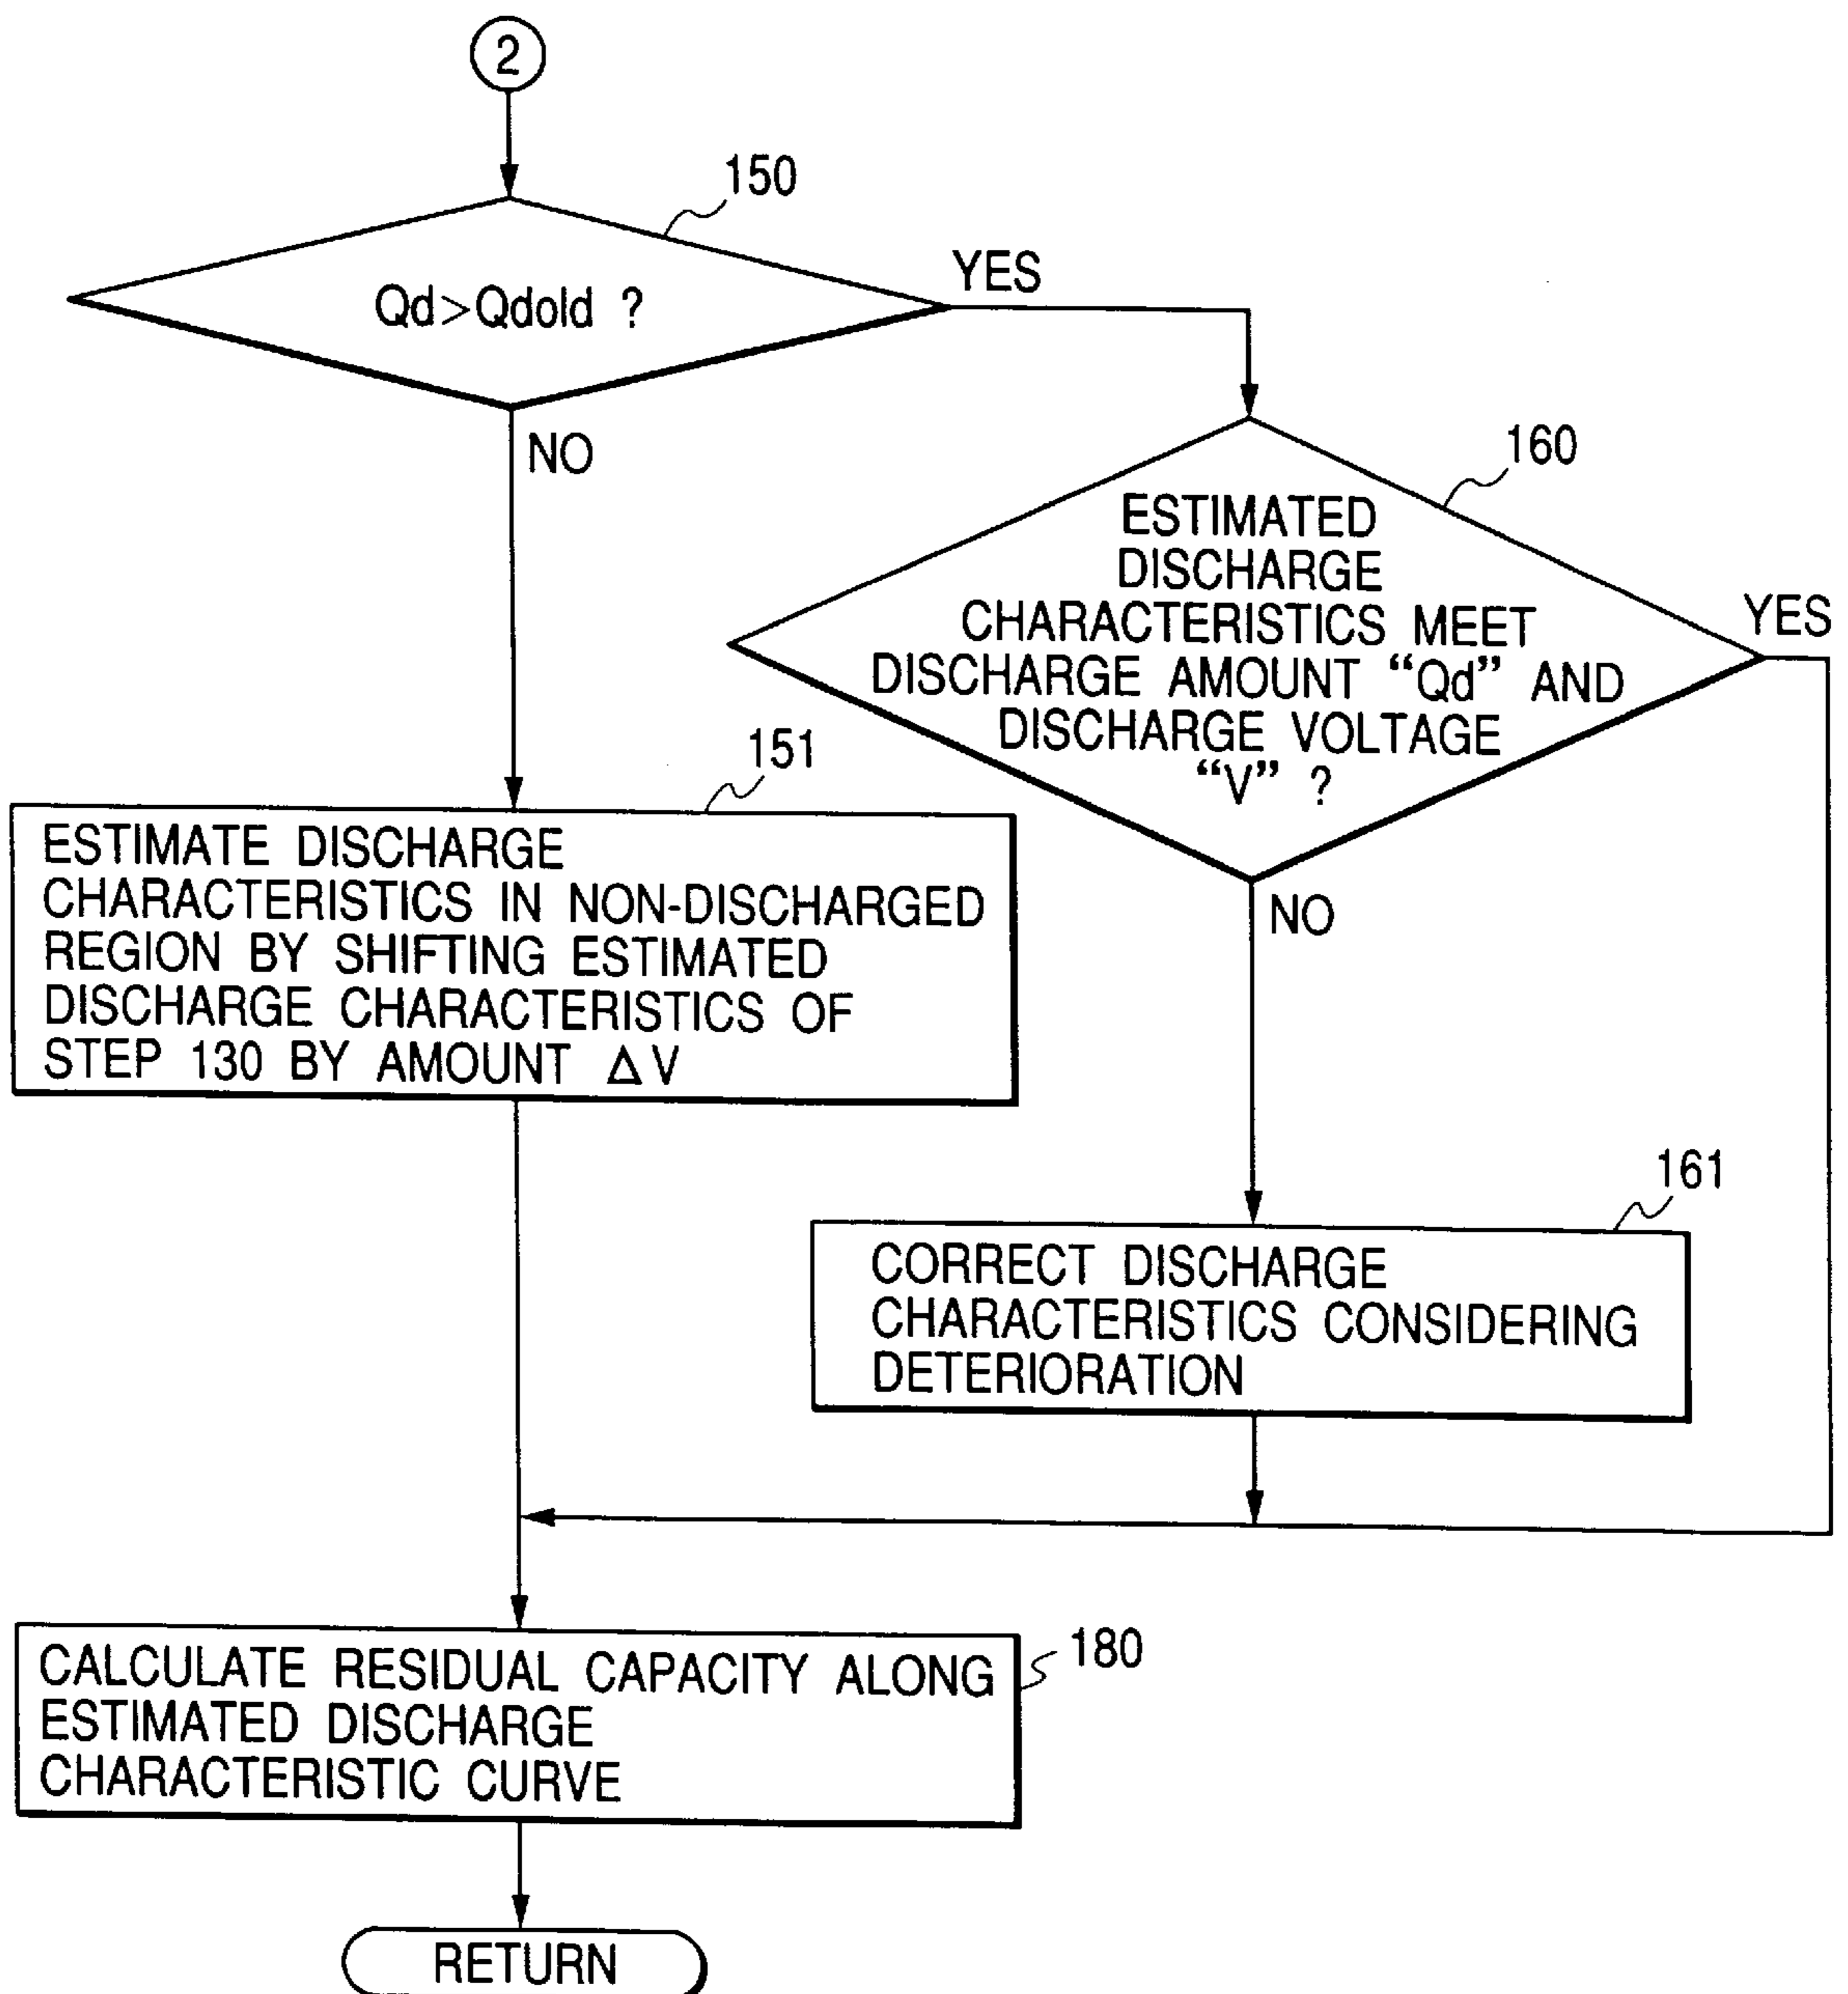 2
150
YES
Qd>Qdold ?
NO
160
ESTIMATED
DISCHARGE
CHARACTERISTICS MEET
DISCHARGE AMOUNT “Qd” AND
DISCHARGE VOLTAGE
“V” ?
YES
NO
151
ESTIMATE DISCHARGE
CHARACTERISTICS IN NON-DISCHARGED
REGION BY SHIFTING ESTIMATED
DISCHARGE CHARACTERISTICS OF
STEP 130 BY AMOUNT ΔV
161
CORRECT DISCHARGE
CHARACTERISTICS CONSIDERING
DETERIORATION
180
CALCULATE RESIDUAL CAPACITY ALONG
ESTIMATED DISCHARGE
CHARACTERISTIC CURVE
RETURN